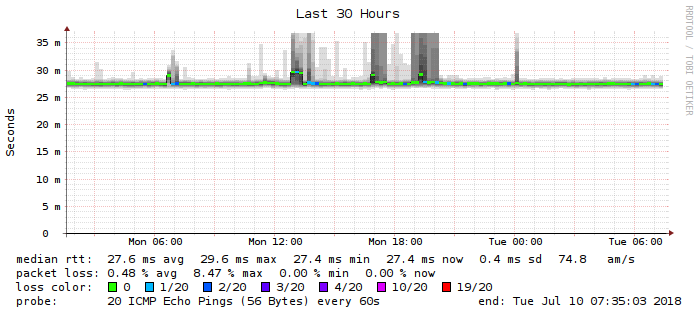 Last 30 Hours
RRDTOOL / TOBI OETIKER
Seconds
35 m
30 m
25 m
20 m
15 m
10 m
5 m
0
Mon 06:00 Mon 12:00 Mon 18:00 Tue 00:00 Tue 06:00
median rtt: 27.6 ms avg 29.6 ms max 27.4 ms min 27.4 ms now 0.4 ms sd 74.8 am/s
packet loss: 0.48 % avg 8.47 % max 0.00 % min 0.00 % now
loss color: 0 1/20 2/20 3/20 4/20 10/20 19/20
probe: 20 ICMP Echo Pings (56 Bytes) every 60s end: Tue Jul 10 07:35:03 2018